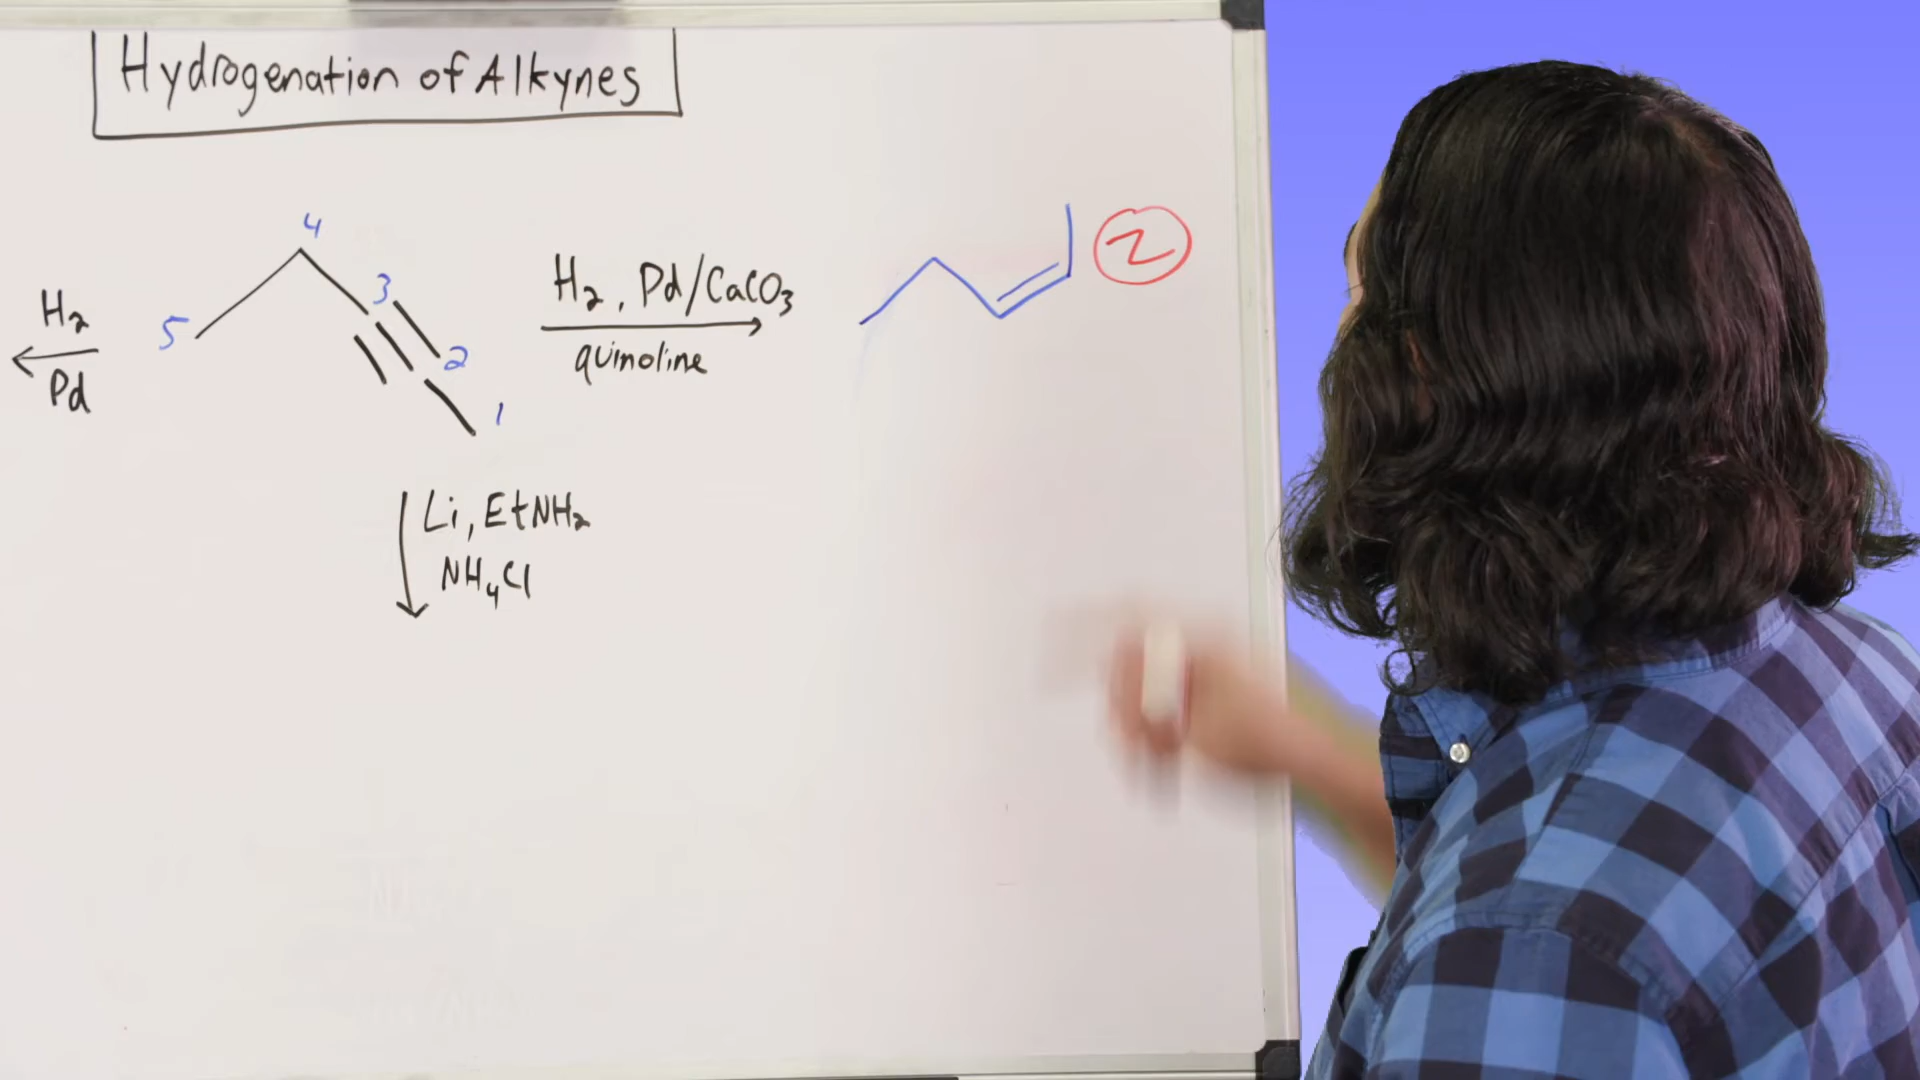 Hydrogenation of Alkynes
4
3
5
2
1
H₂
Pd
H₂, Pd/CaCO₃
quinoline
Z
Li, EtNH₂
NH₄Cl